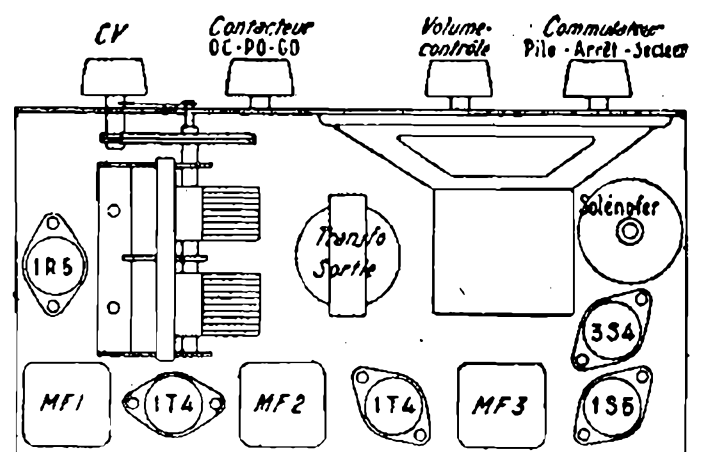 CV
Contacteur
OC-PO-GO
Volume-
contrôle
Commutateur
Pile-Arrêt-Secteur
Solénofer
Transfo
Sortie
1R5
3S4
MF1
1T4
MF2
1T4
MF3
1S5